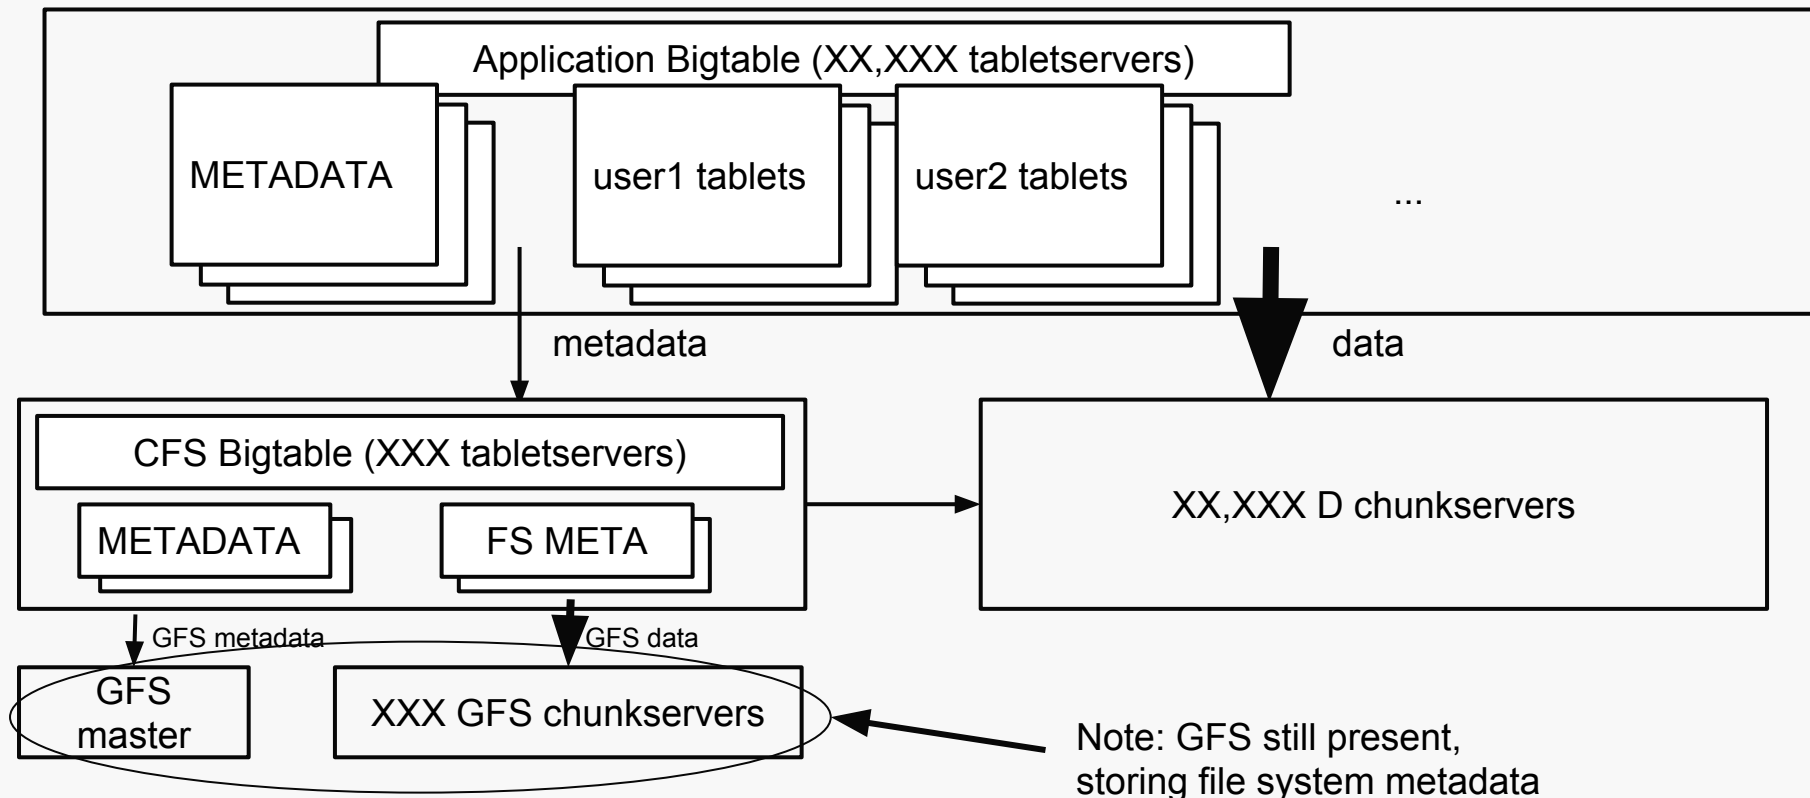 Application Bigtable (XX,XXX tabletservers)
METADATA
user1 tablets
user2 tablets
...
metadata
data
CFS Bigtable (XXX tabletservers)
METADATA
FS META
XX,XXX D chunkservers
GFS metadata
GFS data
GFS
master
XXX GFS chunkservers
Note: GFS still present,
storing file system metadata